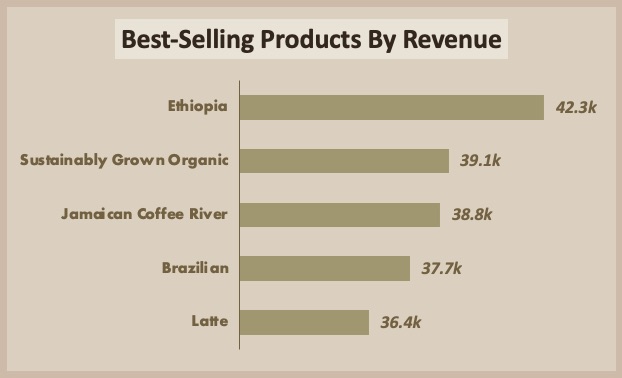 Best-Selling Products By Revenue
Ethiopia 42.3k
Sustainably Grown Organic 39.1k
Jamaican Coffee River 38.8k
Brazilian 37.7k
Latte 36.4k